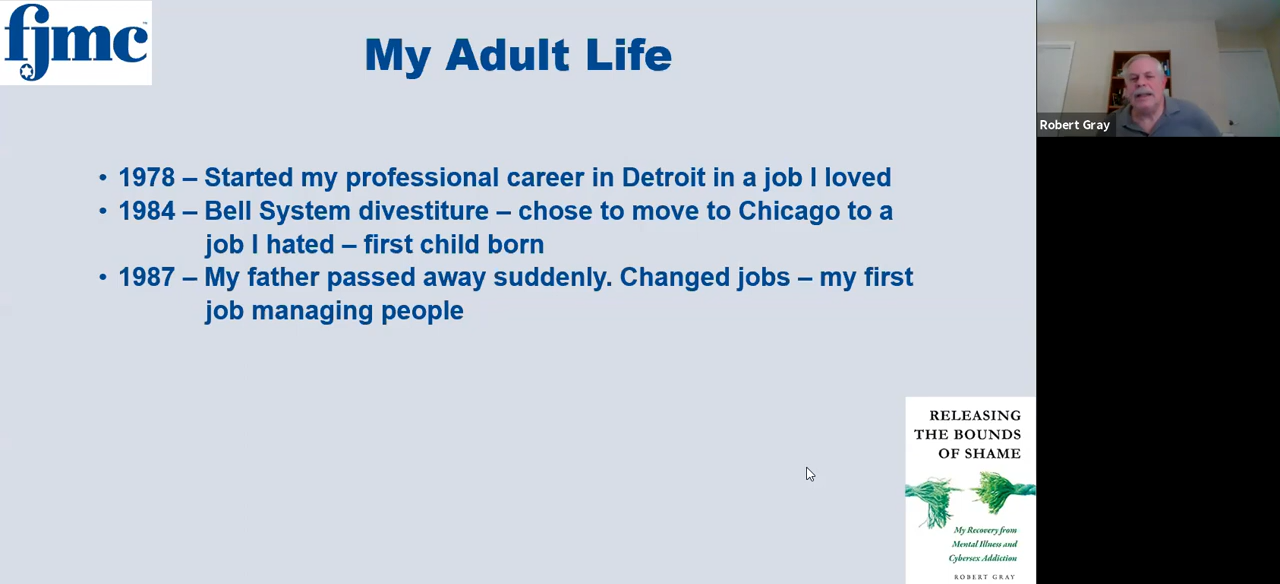 fjmc™
My Adult Life
Robert Gray
• 1978 – Started my professional career in Detroit in a job I loved
• 1984 – Bell System divestiture – chose to move to Chicago to a
job I hated – first child born
• 1987 – My father passed away suddenly. Changed jobs – my first
job managing people
RELEASING
THE BOUNDS
OF SHAME
My Recovery from
Mental Illness and
Cybersex Addiction
ROBERT GRAY